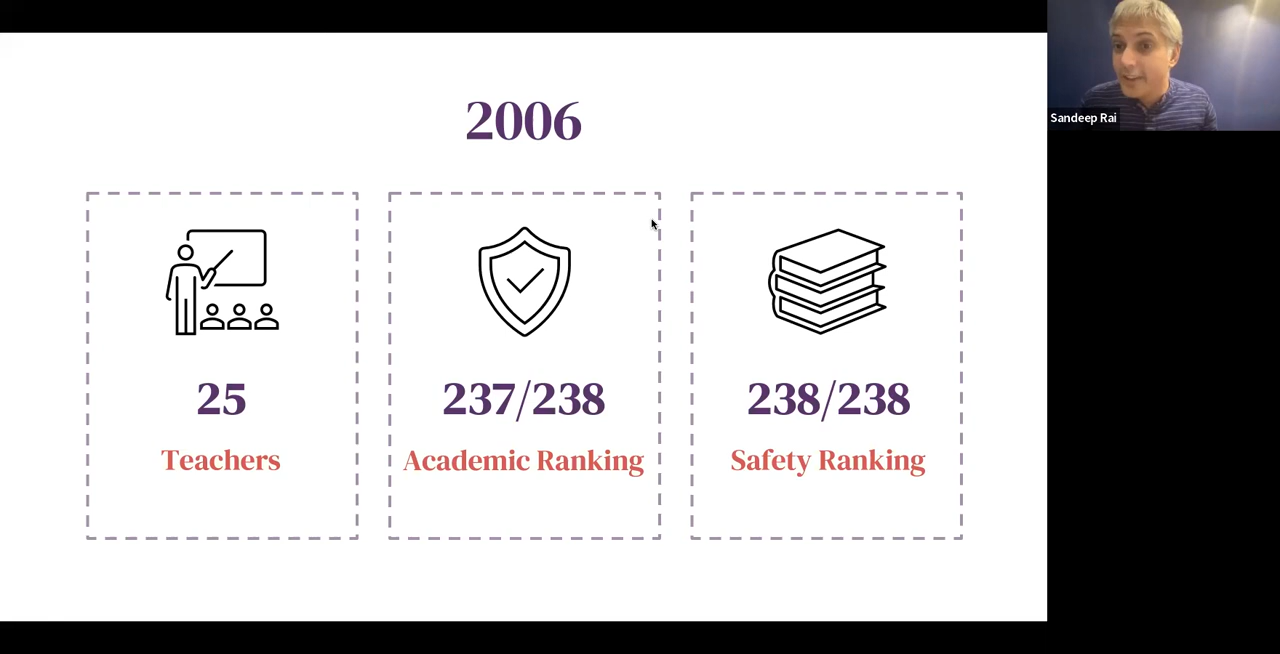 2006
25
Teachers
237/238
Academic Ranking
238/238
Safety Ranking
Sandeep Rai